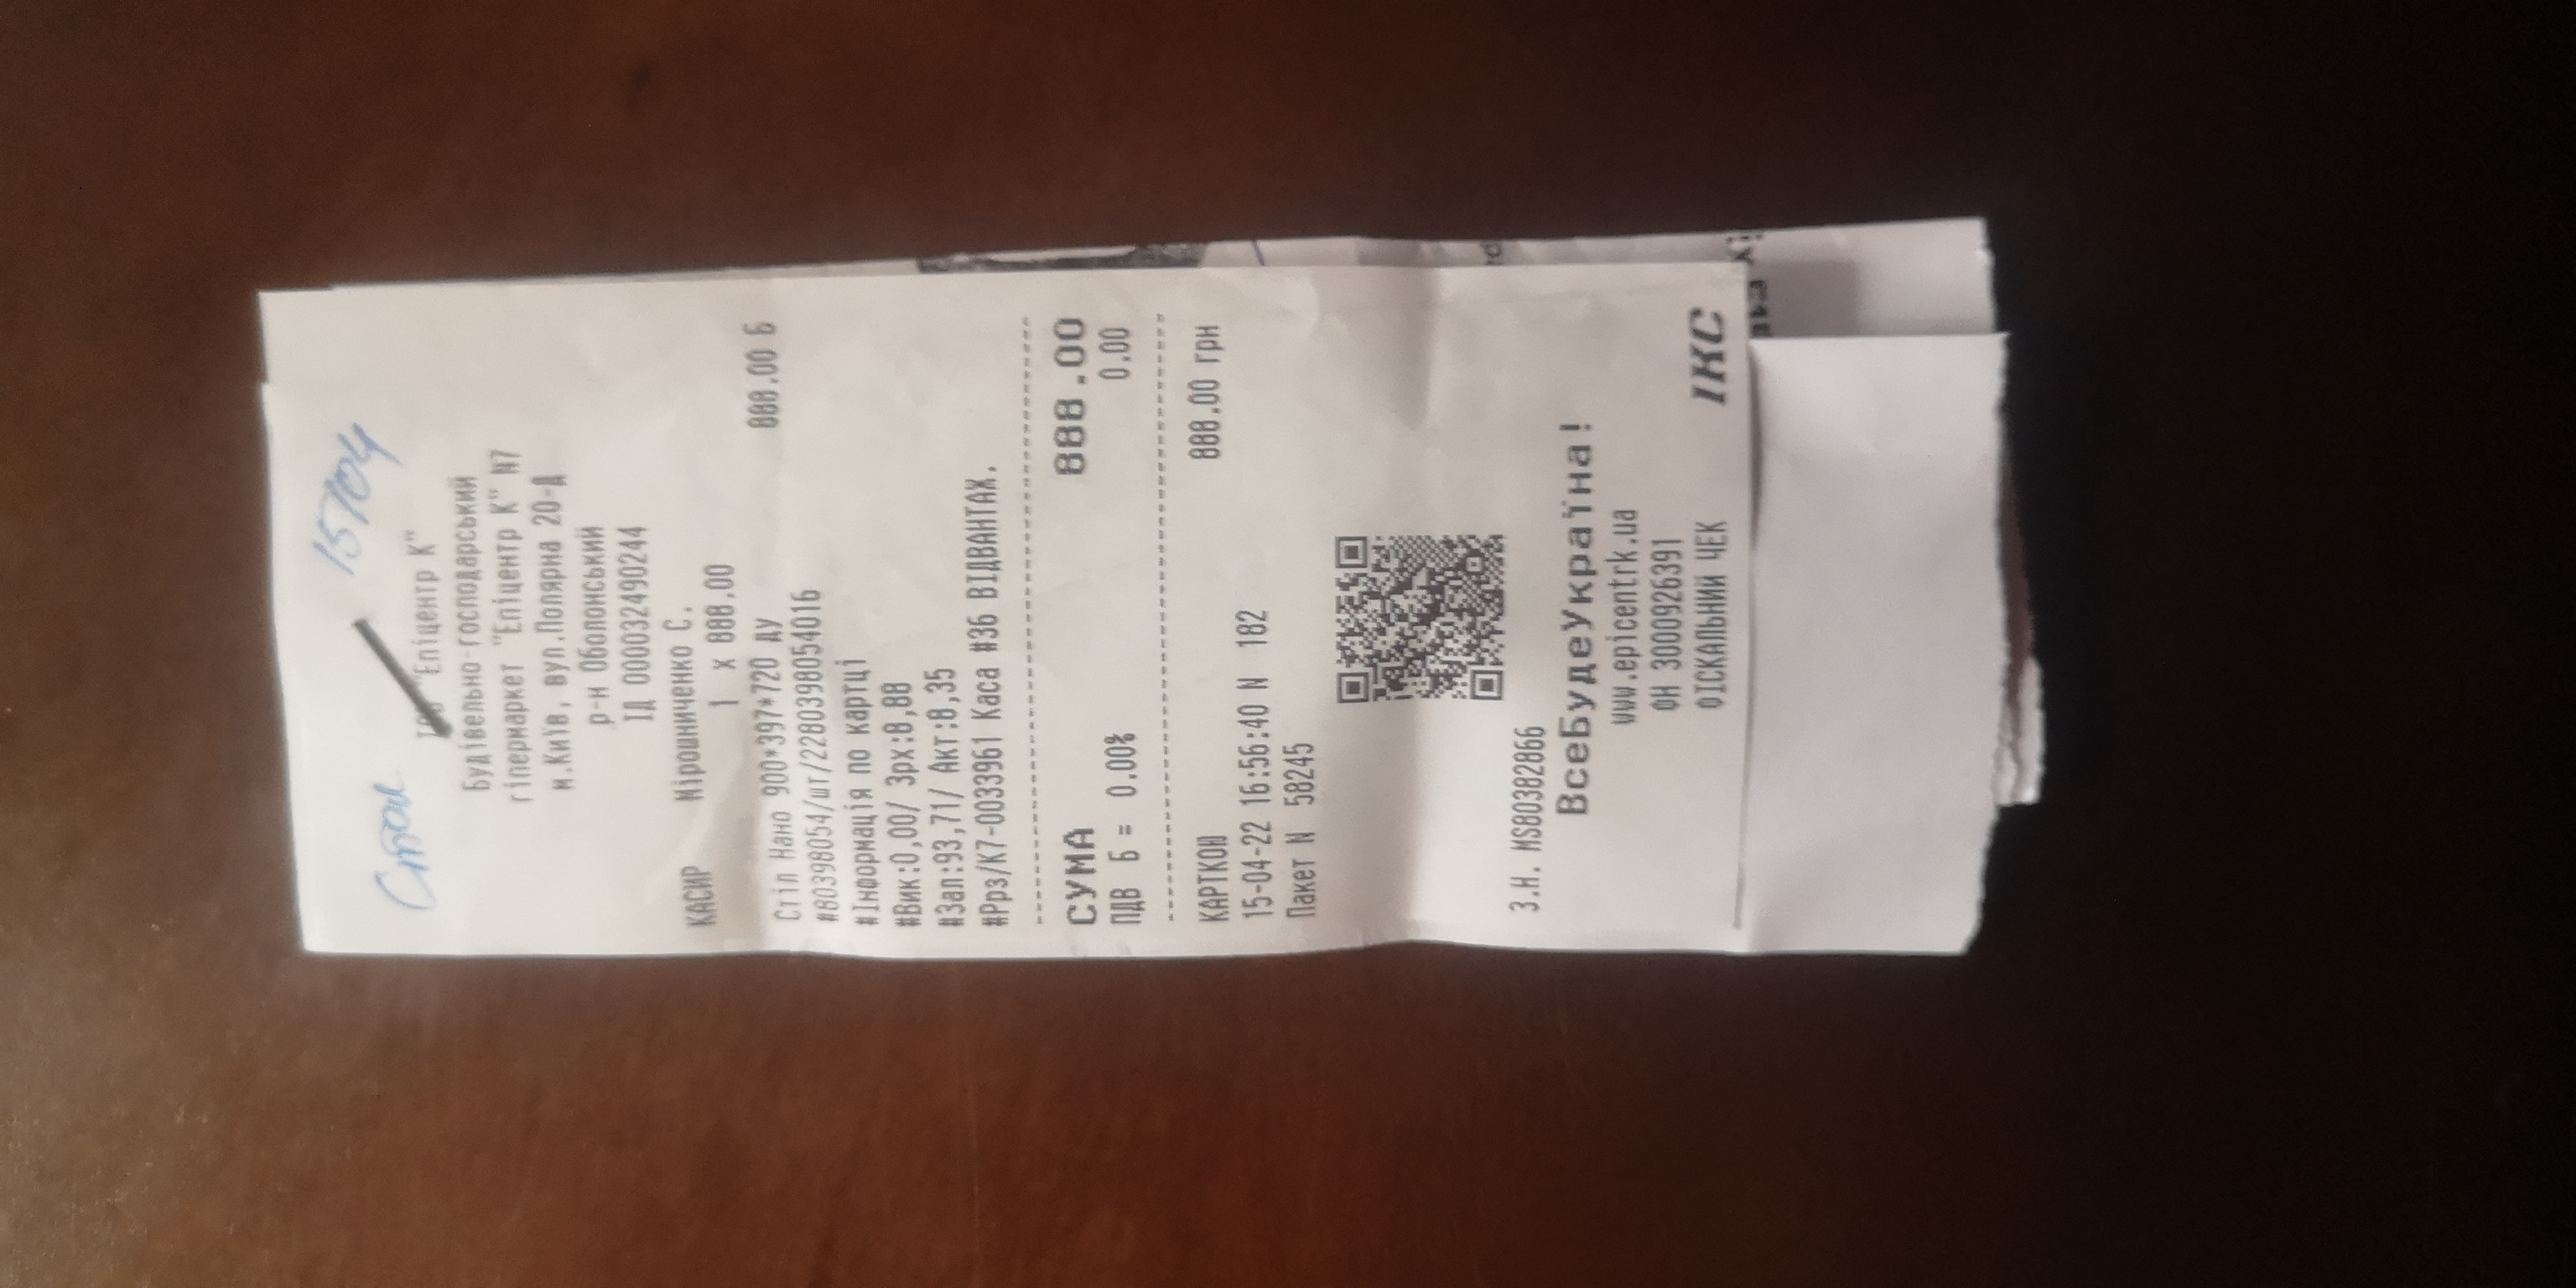 Стол 15/04
ТОВ "Епіцентр К"
Будівельно-господарський
гіпермаркет "Епіцентр К" N7
м.Київ, вул.Полярна 20-Д
р-н Оболонський
ІД 000032490244
КАСИР Мірошниченко С.
1 x 888.00
Стіл Нано 900*397*720 ду 888.00 Б
#80398054/шт/2280398054016
#Інформація по картці
#Вик:0,00/ Зрх:8,88
#Зал:93,71/ Акт:8,35
#Ррз/К7-0033961 Каса #36 ВІДВАНТАЖ.
СУМА 888.00
ПДВ Б = 0.00% 0.00
КАРТКОЮ 888.00 грн
15-04-22 16:56:40 N 182
Пакет N 58245
З.Н. MS80382866
ВсеБудеУкраїна!
www.epicentrk.ua
ФН 3000926391
ФІСКАЛЬНИЙ ЧЕК ІКС